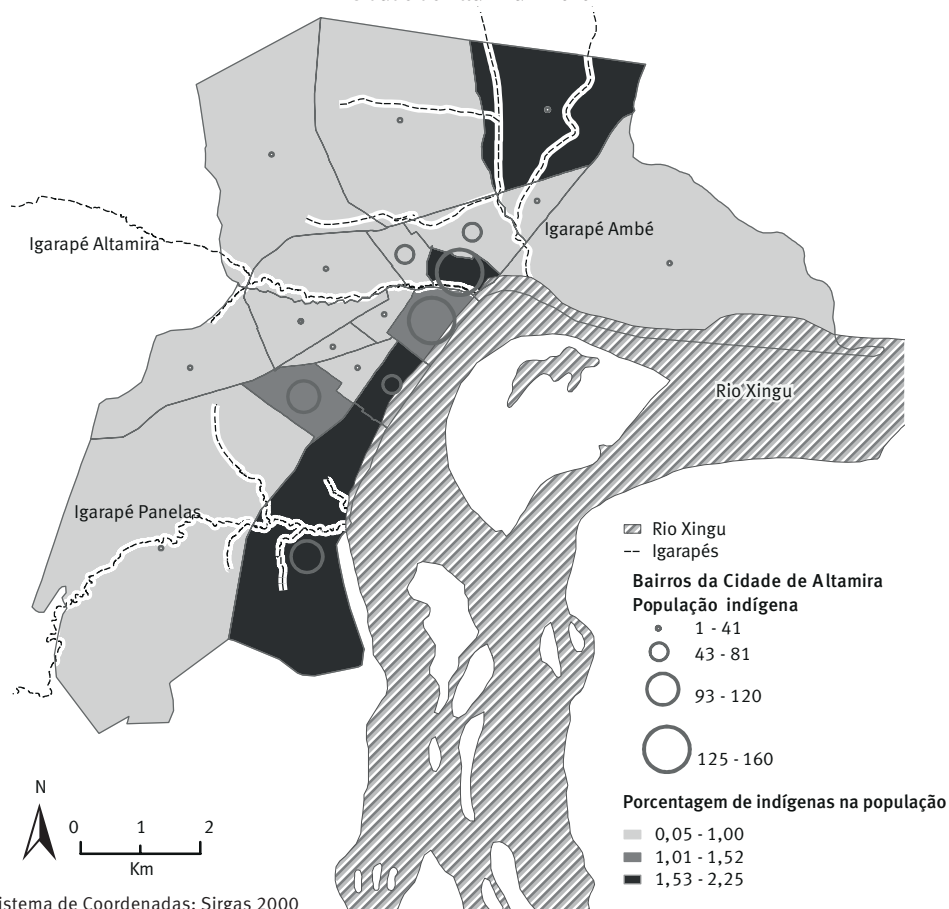 Igarapé Altamira
Igarapé Ambé
Rio Xingu
Igarapé Panelas
Rio Xingu
Igarapés
Bairros da Cidade de Altamira
População indígena
1 - 41
43 - 81
93 - 120
125 - 160
N
0 1 2
Km
Porcentagem de indígenas na população
0,05 - 1,00
1,01 - 1,52
1,53 - 2,25
istema de Coordenadas: Sirgas 2000